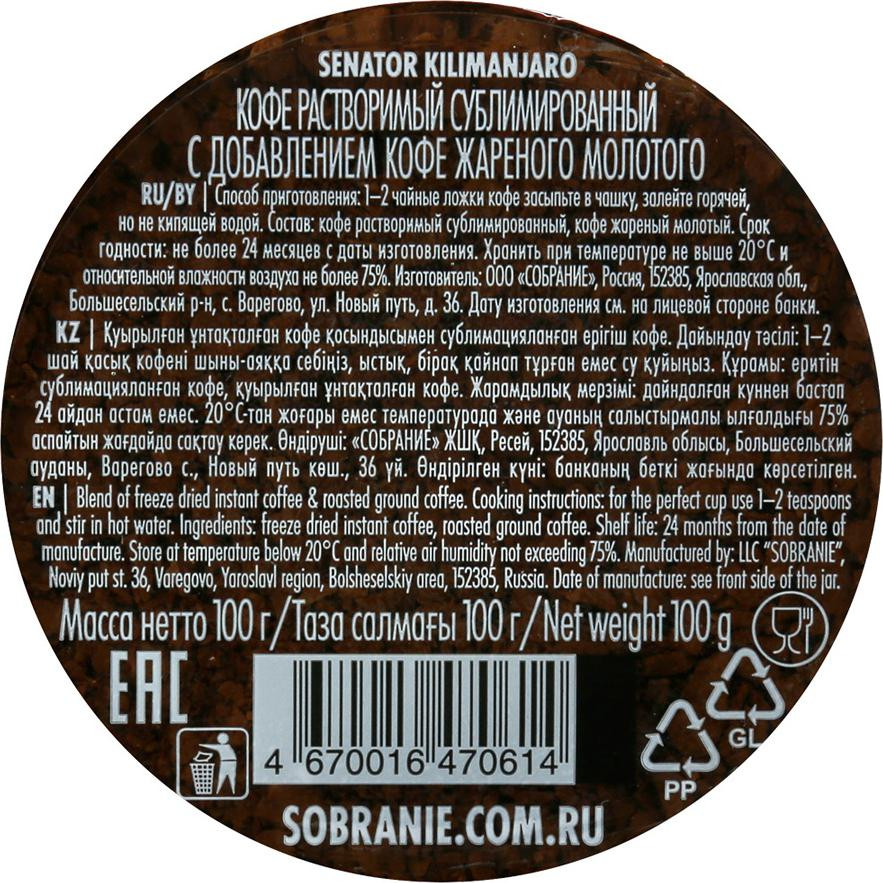 SENATOR KILIMANJARO
КОФЕ РАСТВОРИМЫЙ СУБЛИМИРОВАННЫЙ
С ДОБАВЛЕНИЕМ КОФЕ ЖАРЕНОГО МОЛОТОГО
RU/BY | Способ приготовления: 1–2 чайные ложки кофе засыпьте в чашку, залейте горячей,
но не кипящей водой. Состав: кофе растворимый сублимированный, кофе жареный молотый. Срок
годности: не более 24 месяцев с даты изготовления. Хранить при температуре не выше 20°С и
относительной влажности воздуха не более 75%. Изготовитель: ООО «СОБРАНИЕ», Россия, 152385, Ярославская обл.,
Большесельский р-н, с. Варегово, ул. Новый путь, д. 36. Дату изготовления см. на лицевой стороне банки.
KZ | Қуырылған ұнтақталған кофе қосындысымен сублимацияланған ерігіш кофе. Дайындау тәсілі: 1–2
шай қасық кофені шыны-аяққа себіңіз, ыстық, бірақ қайнап тұрған емес су құйыңыз. Құрамы: еритін
сублимацияланған кофе, қуырылған ұнтақталған кофе. Жарамдылық мерзімі: дайндалған куннен бастап
24 айдан астам емес. 20°С-тан жоғары емес температурада және ауаның салыстырмалы ылғалдығы 75%
аспайтын жағдайда сақтау керек. Өндіруші: «СОБРАНИЕ» ЖШҚ, Ресей, 152385, Ярославль облысы, Большесельский
ауданы, Варегово с., Новый путь көш., 36 үй. Өндірілген күні: банканың беткі жағында көрсетілген.
EN | Blend of freeze dried instant coffee & roasted ground coffee. Cooking instructions: for the perfect cup use 1–2 teaspoons
and stir in hot water. Ingredients: freeze dried instant coffee, roasted ground coffee. Shelf life: 24 months from the date of
manufacture. Store at temperature below 20°C and relative air humidity not exceeding 75%. Manufactured by: LLC "SOBRANIE",
Noviy put st. 36, Varegovo, Yaroslavl region, Bolsheselskiy area, 152385, Russia. Date of manufacture: see front side of the jar.
Масса нетто 100 г/Таза салмағы 100 г/Net weight 100 g
EAC
GL
PP
4 670016 470614
SOBRANIE.COM.RU